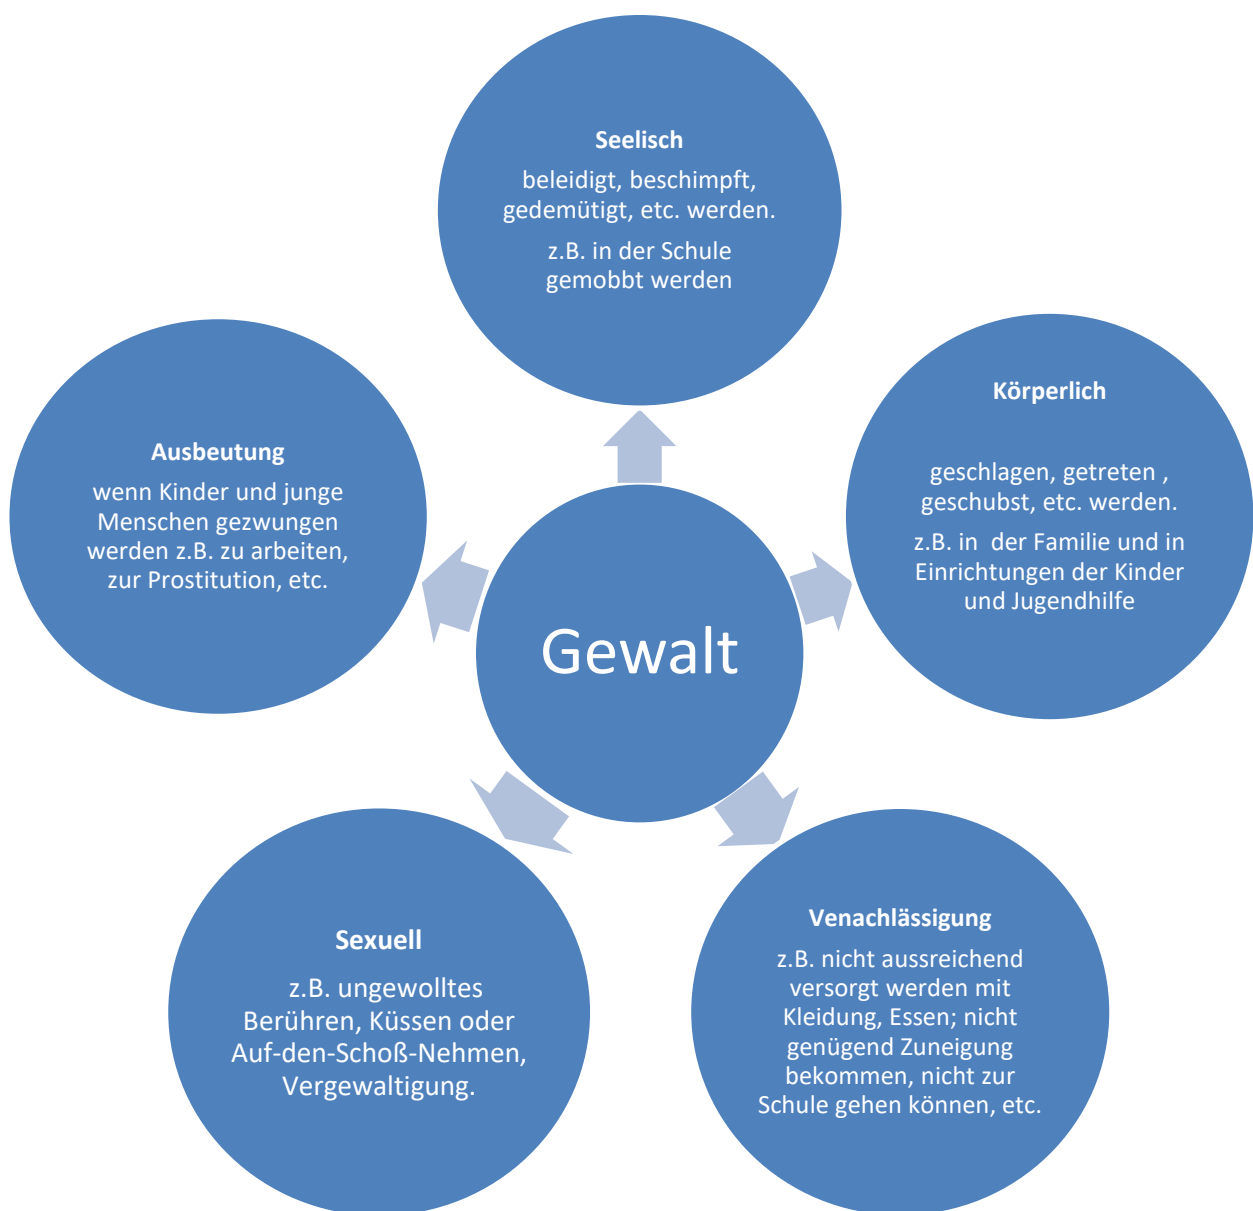 Seelisch
beleidigt, beschimpft,
gedemütigt, etc. werden.
z.B. in der Schule
gemobbt werden
Körperlich
geschlagen, getreten ,
geschubst, etc. werden.
z.B. in  der Familie und in
Einrichtungen der Kinder
und Jugendhilfe
Venachlässigung
z.B. nicht aussreichend
versorgt werden mit
Kleidung, Essen; nicht
genügend Zuneigung
bekommen, nicht zur
Schule gehen können, etc.
Sexuell
z.B. ungewolltes
Berühren, Küssen oder
Auf-den-Schoß-Nehmen,
Vergewaltigung.
Ausbeutung
wenn Kinder und junge
Menschen gezwungen
werden z.B. zu arbeiten,
zur Prostitution, etc.
Gewalt